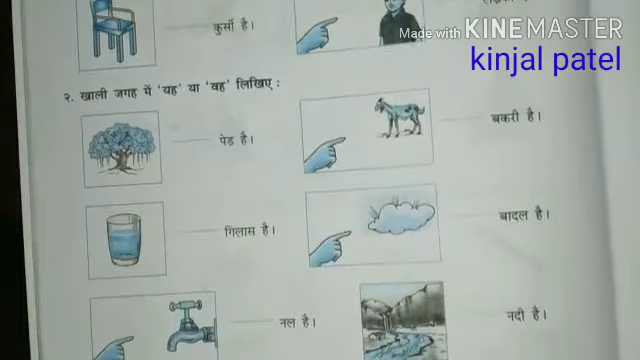 Made with KINEMASTER
kinjal patel
कुर्सी है।
२. खाली जगह में 'यह' या 'वह' लिखिए :
पेड़ है।
बकरी है।
गिलास है।
बादल है।
नल है।
नदी है।